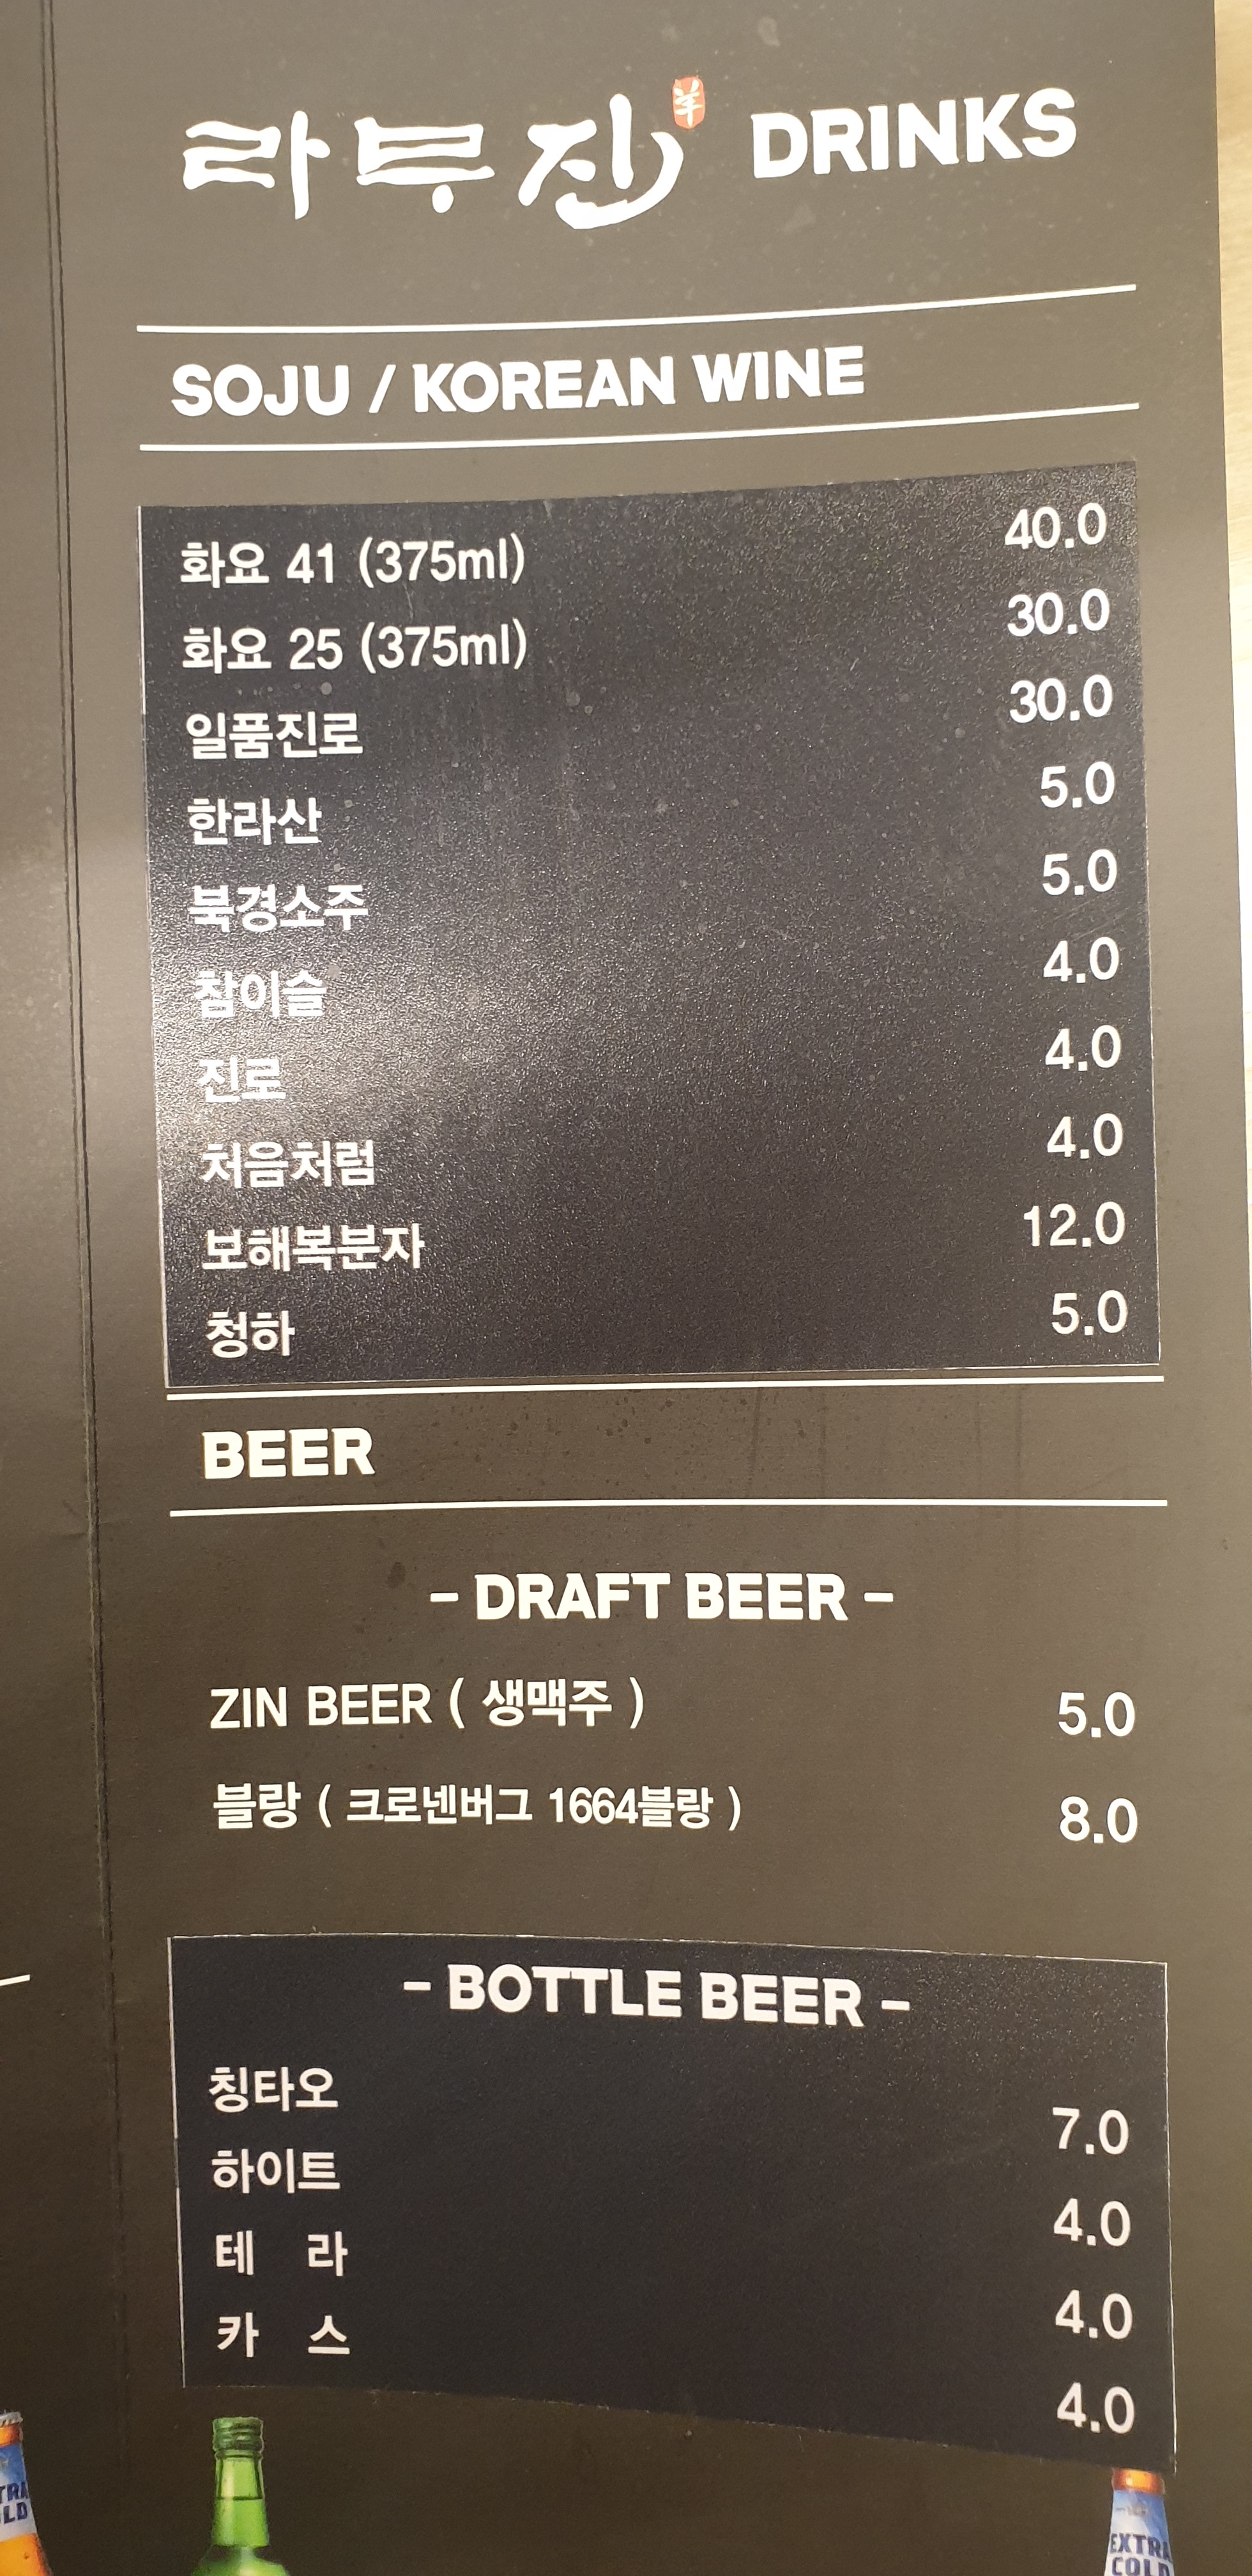 라무진 羊 DRINKS
SOJU / KOREAN WINE
화요 41 (375ml) 40.0
화요 25 (375ml) 30.0
일품진로 30.0
한라산 5.0
북경소주 5.0
참이슬 4.0
진로 4.0
처음처럼 4.0
보해복분자 12.0
청하 5.0
BEER
- DRAFT BEER -
ZIN BEER ( 생맥주 ) 5.0
블랑 ( 크로넨버그 1664블랑 ) 8.0
- BOTTLE BEER -
칭타오 7.0
하이트 4.0
테 라 4.0
카 스 4.0
EXTRA
COLD